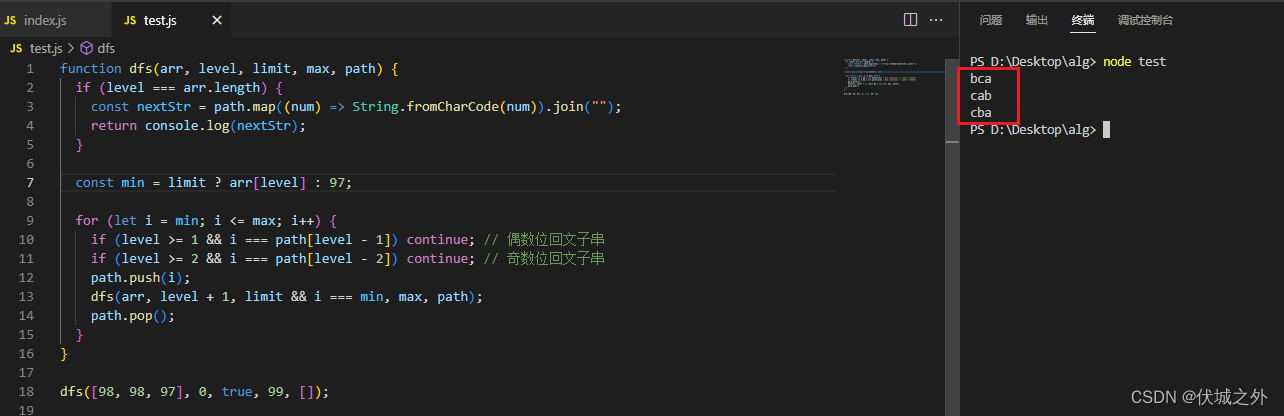 JS index.js
JS test.js ×
JS test.js > dfs
1 function dfs(arr, level, limit, max, path) {
2 if (level === arr.length) {
3 const nextStr = path.map((num) => String.fromCharCode(num)).join("");
4 return console.log(nextStr);
5 }
6
7 const min = limit ? arr[level] : 97;
8
9 for (let i = min; i <= max; i++) {
10 if (level >= 1 && i === path[level - 1]) continue; // 偶数位回文子串
11 if (level >= 2 && i === path[level - 2]) continue; // 奇数位回文子串
12 path.push(i);
13 dfs(arr, level + 1, limit && i === min, max, path);
14 path.pop();
15 }
16 }
17
18 dfs([98, 98, 97], 0, true, 99, []);
19
问题 输出 终端 调试控制台
PS D:\Desktop\alg> node test
bca
cab
cba
PS D:\Desktop\alg>
CSDN @伏城之外